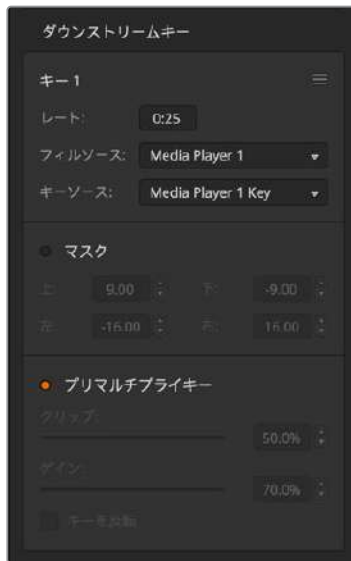 ダウンストリームキー
キー 1
レート: 0:25
フィルソース: Media Player 1
キーソース: Media Player 1 Key
マスク
上: 9.00 下: -9.00
左: -16.00 右: 16.00
プリマルチプライキー
クリップ:
50.0%
ゲイン:
70.0%
キーを反転